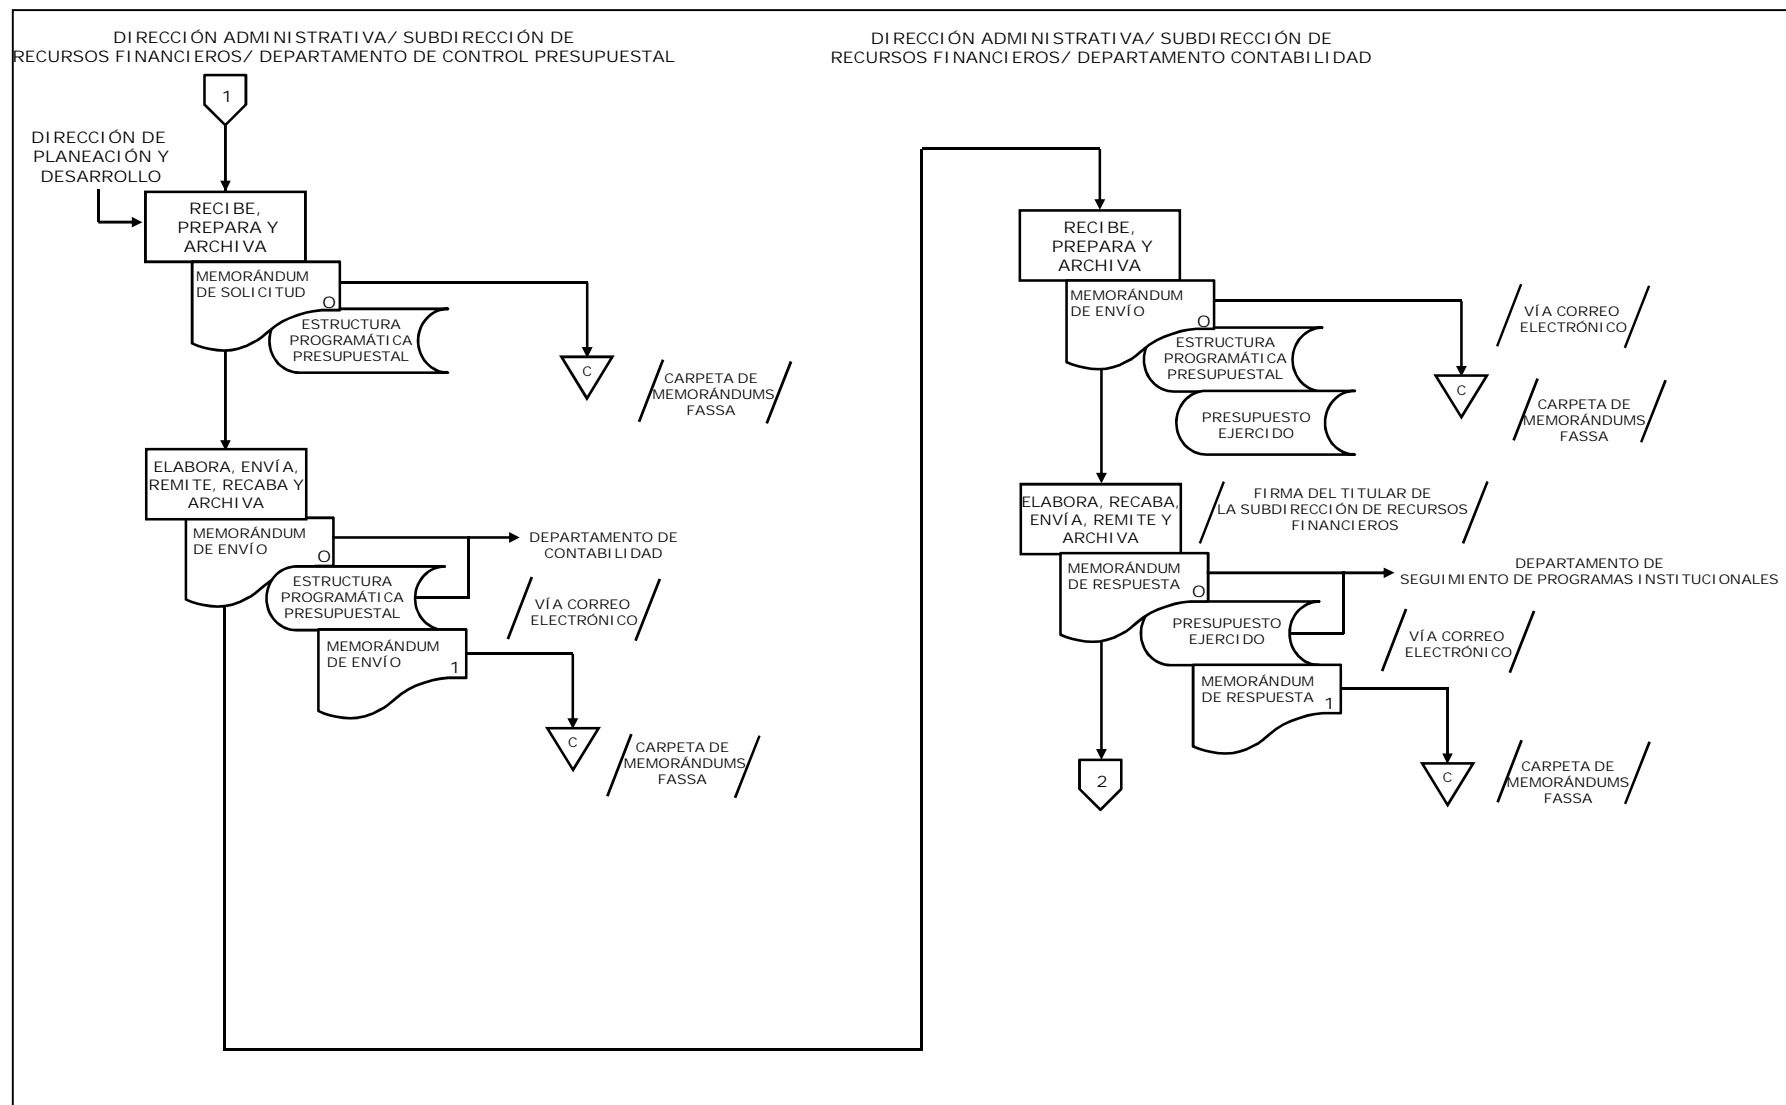 DIRECCIÓN ADMINISTRATIVA/ SUBDIRECCIÓN DE
RECURSOS FINANCIEROS/ DEPARTAMENTO DE CONTROL PRESUPUESTAL
1
DIRECCIÓN DE
PLANEACIÓN Y
DESARROLLO
RECIBE,
PREPARA Y
ARCHIVA
MEMORÁNDUM
DE SOLICITUD
O
ESTRUCTURA
PROGRAMÁTICA
PRESUPUESTAL
C
CARPETA DE
MEMORÁNDUMS
FASSA
ELABORA, ENVÍA,
REMITE, RECABA Y
ARCHIVA
MEMORÁNDUM
DE ENVÍO
O
DEPARTAMENTO DE
CONTABILIDAD
ESTRUCTURA
PROGRAMÁTICA
PRESUPUESTAL
VÍA CORREO
ELECTRÓNICO
MEMORÁNDUM
DE ENVÍO
1
C
CARPETA DE
MEMORÁNDUMS
FASSA
DIRECCIÓN ADMINISTRATIVA/ SUBDIRECCIÓN DE
RECURSOS FINANCIEROS/ DEPARTAMENTO CONTABILIDAD
RECIBE,
PREPARA Y
ARCHIVA
MEMORÁNDUM
DE ENVÍO
O
VÍA CORREO
ELECTRÓNICO
ESTRUCTURA
PROGRAMÁTICA
PRESUPUESTAL
C
CARPETA DE
MEMORÁNDUMS
FASSA
PRESUPUESTO
EJERCIDO
ELABORA, RECABA,
ENVÍA, REMITE Y
ARCHIVA
FIRMA DEL TITULAR DE
LA SUBDIRECCIÓN DE RECURSOS
FINANCIEROS
MEMORÁNDUM
DE RESPUESTA
O
DEPARTAMENTO DE
SEGUIMIENTO DE PROGRAMAS INSTITUCIONALES
PRESUPUESTO
EJERCIDO
VÍA CORREO
ELECTRÓNICO
MEMORÁNDUM
DE RESPUESTA
1
2
C
CARPETA DE
MEMORÁNDUMS
FASSA